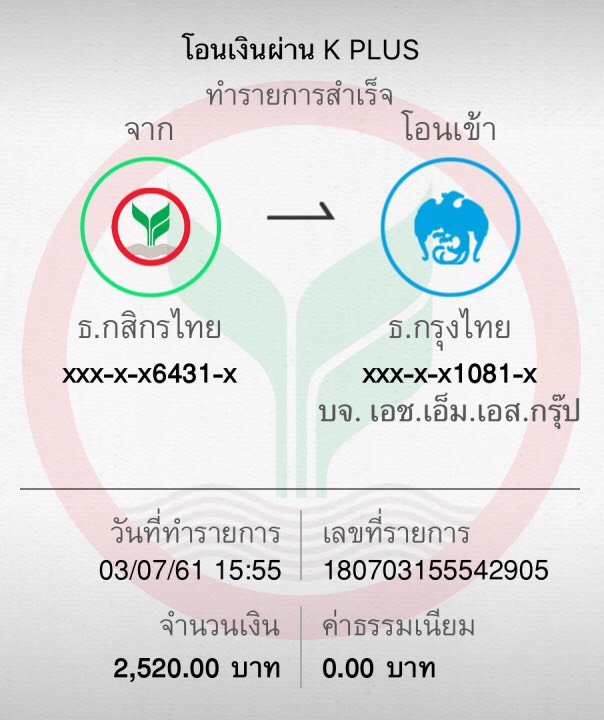 โอนเงินผ่าน K PLUS
ทำรายการสำเร็จ
จาก
โอนเข้า
ธ.กสิกรไทย
ธ.กรุงไทย
xxx-x-x6431-x
xxx-x-x1081-x
บจ. เอช.เอ็ม.เอส.กรุ๊ป
วันที่ทำรายการ
เลขที่รายการ
03/07/61 15:55
180703155542905
จำนวนเงิน
ค่าธรรมเนียม
2,520.00 บาท
0.00 บาท